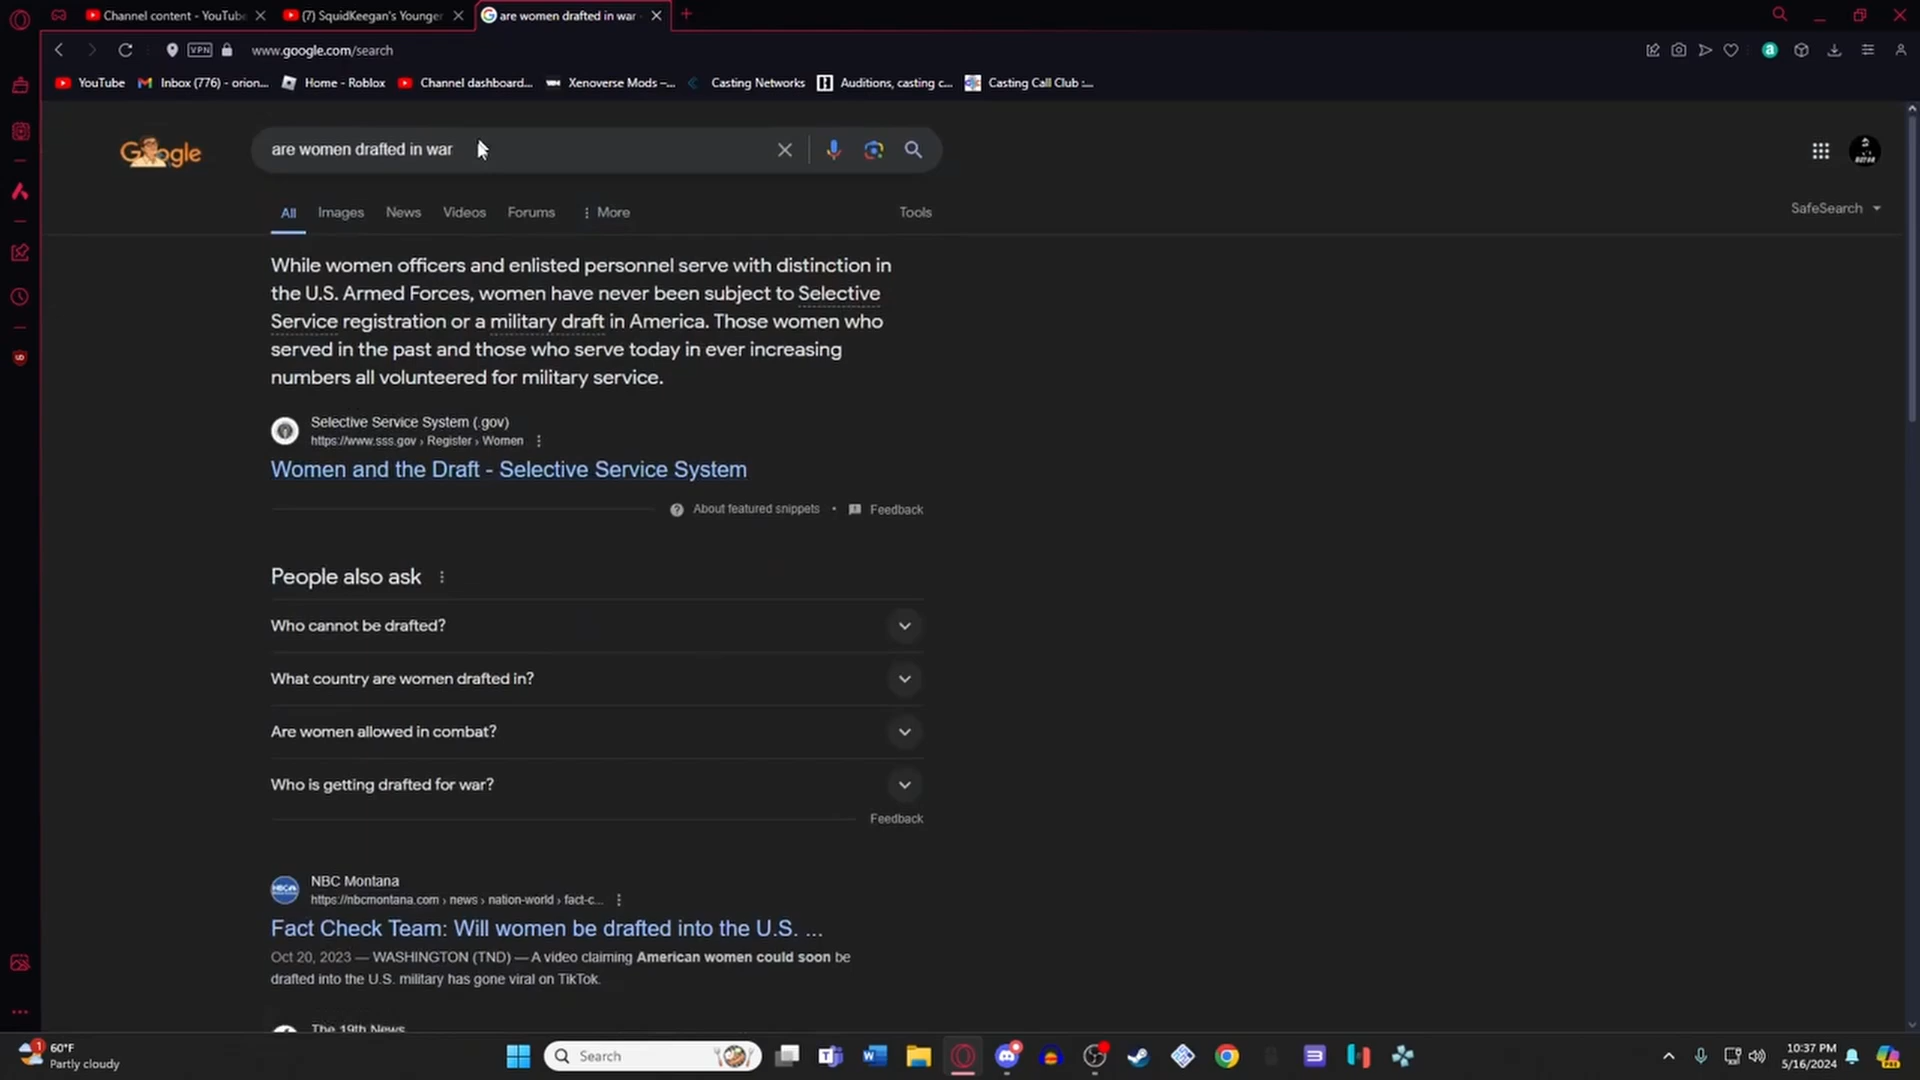 Channel content - YouTube
(7) SquidKeegan's Younger
are women drafted in war
VPN
www.google.com/search
YouTube
Inbox (776) - orion...
Home - Roblox
Channel dashboard...
Xenoverse Mods –...
Casting Networks
Auditions, casting c...
Casting Call Club :...
Google
are women drafted in war
All
Images
News
Videos
Forums
More
Tools
SafeSearch
While women officers and enlisted personnel serve with distinction in
the U.S. Armed Forces, women have never been subject to Selective
Service registration or a military draft in America. Those women who
served in the past and those who serve today in ever increasing
numbers all volunteered for military service.
Selective Service System (.gov)
https://www.sss.gov › Register › Women
Women and the Draft - Selective Service System
About featured snippets
•
Feedback
People also ask
Who cannot be drafted?
What country are women drafted in?
Are women allowed in combat?
Who is getting drafted for war?
Feedback
NBC Montana
https://nbcmontana.com › news › nation-world › fact-c...
Fact Check Team: Will women be drafted into the U.S. ...
Oct 20, 2023 — WASHINGTON (TND) — A video claiming American women could soon be
drafted into the U.S. military has gone viral on TikTok.
The 19th News
1
60°F
Partly cloudy
Search
10:37 PM
5/16/2024